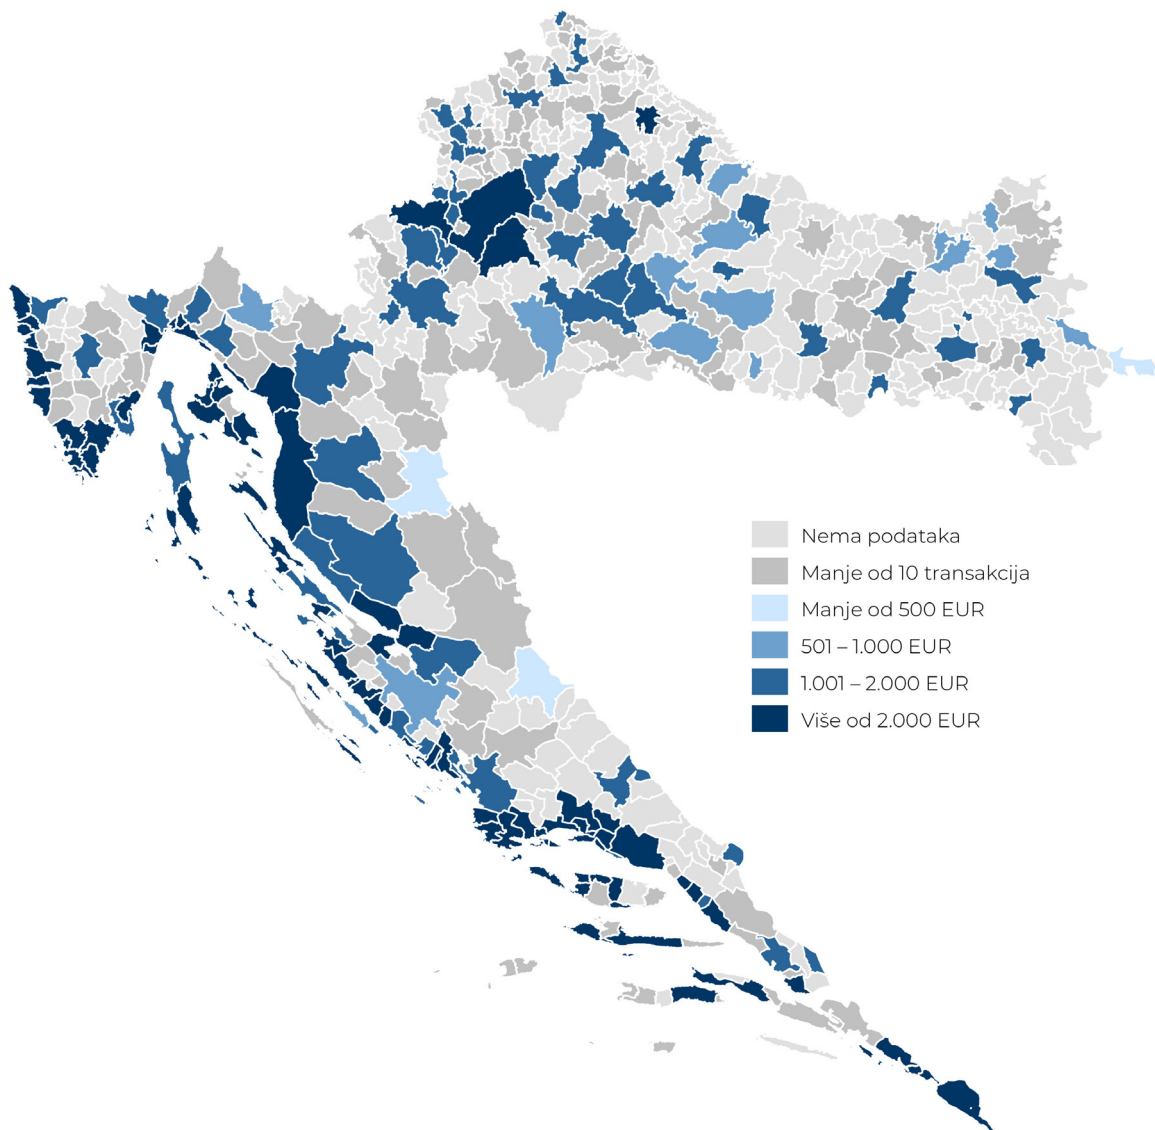 Nema podataka
Manje od 10 transakcija
Manje od 500 EUR
501 – 1.000 EUR
1.001 – 2.000 EUR
Više od 2.000 EUR